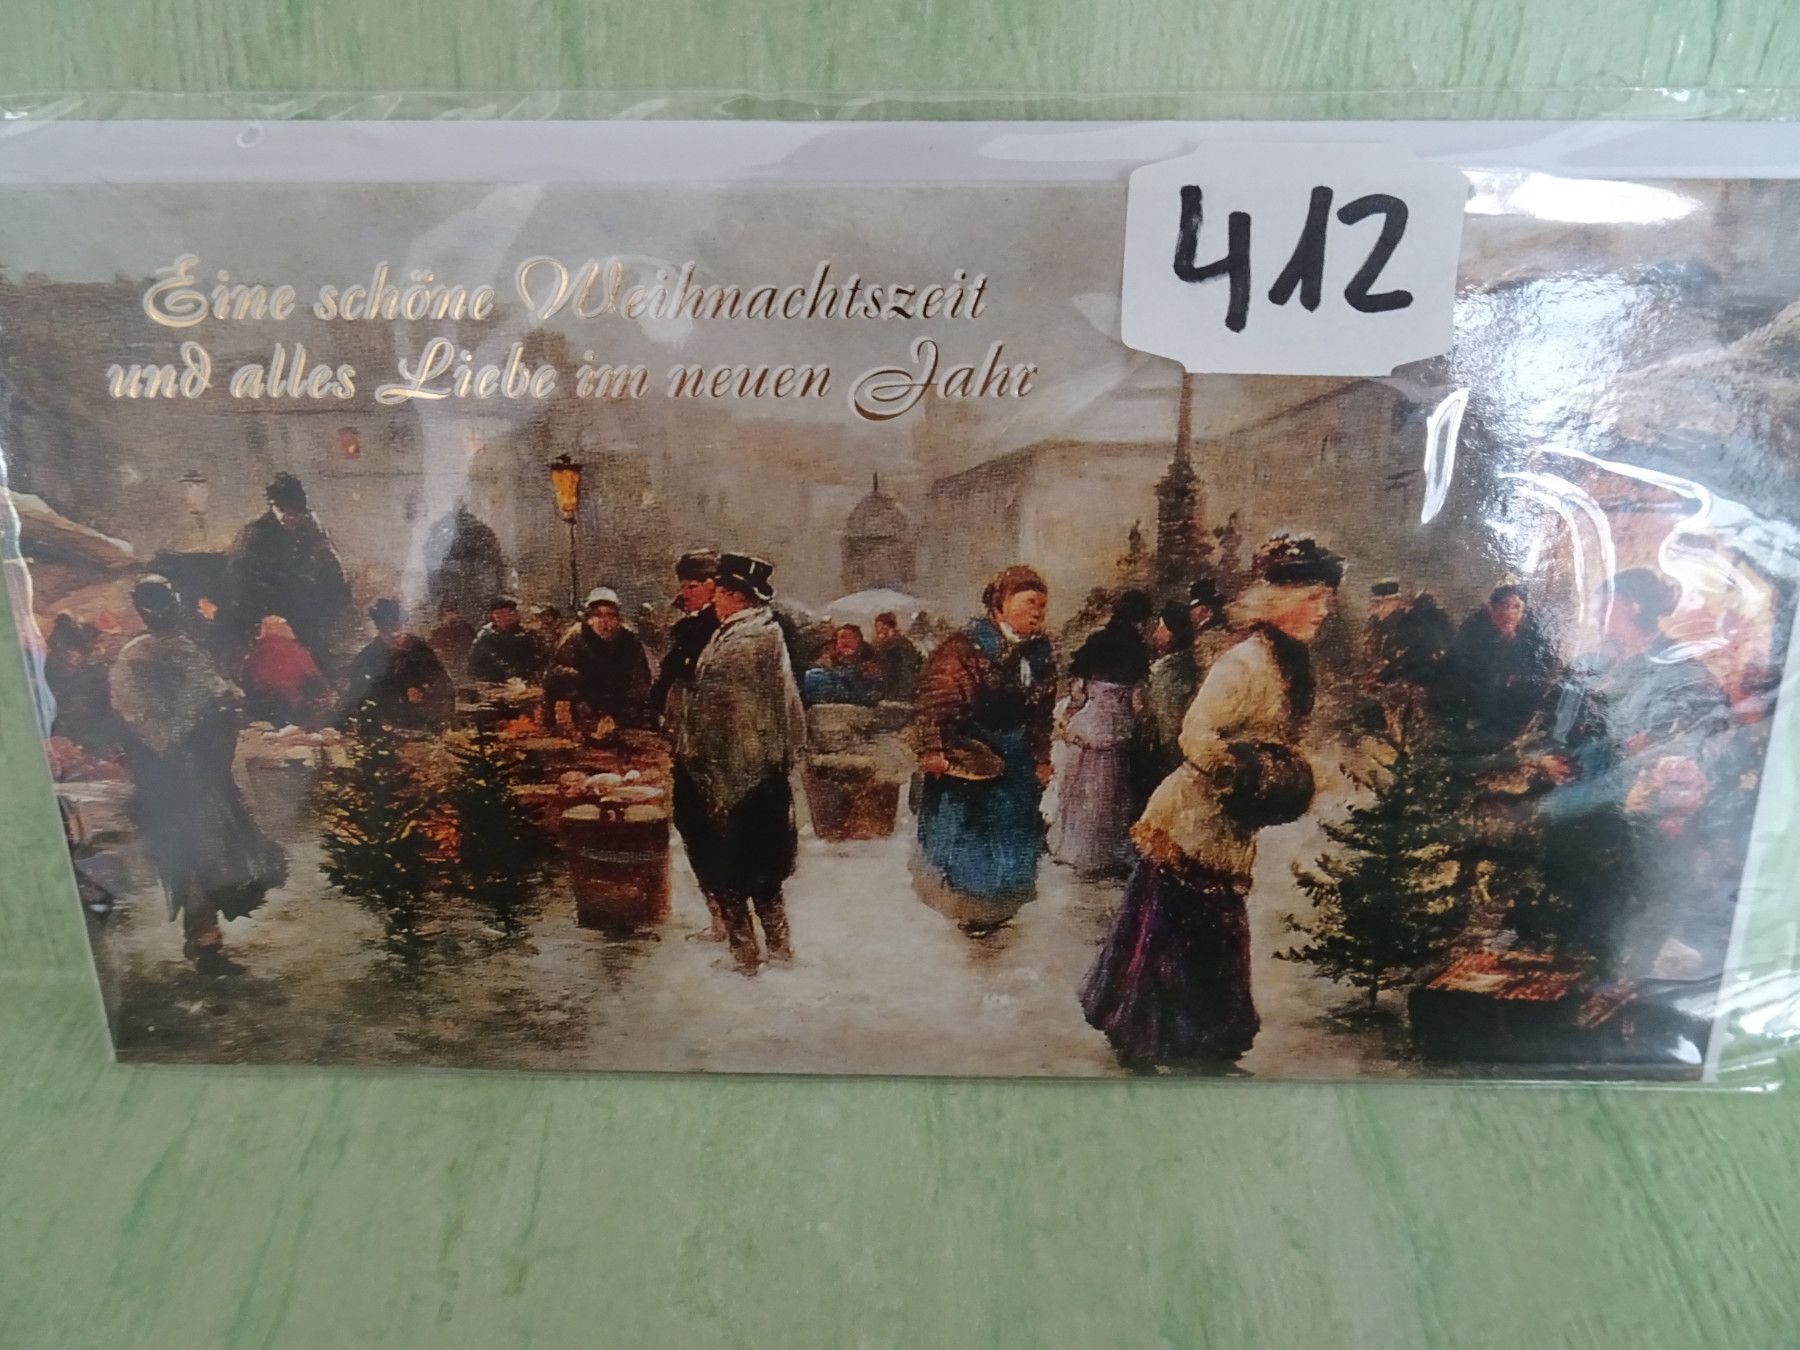 412
Eine schöne Weihnachtszeit
und alles Liebe im neuen Jahr